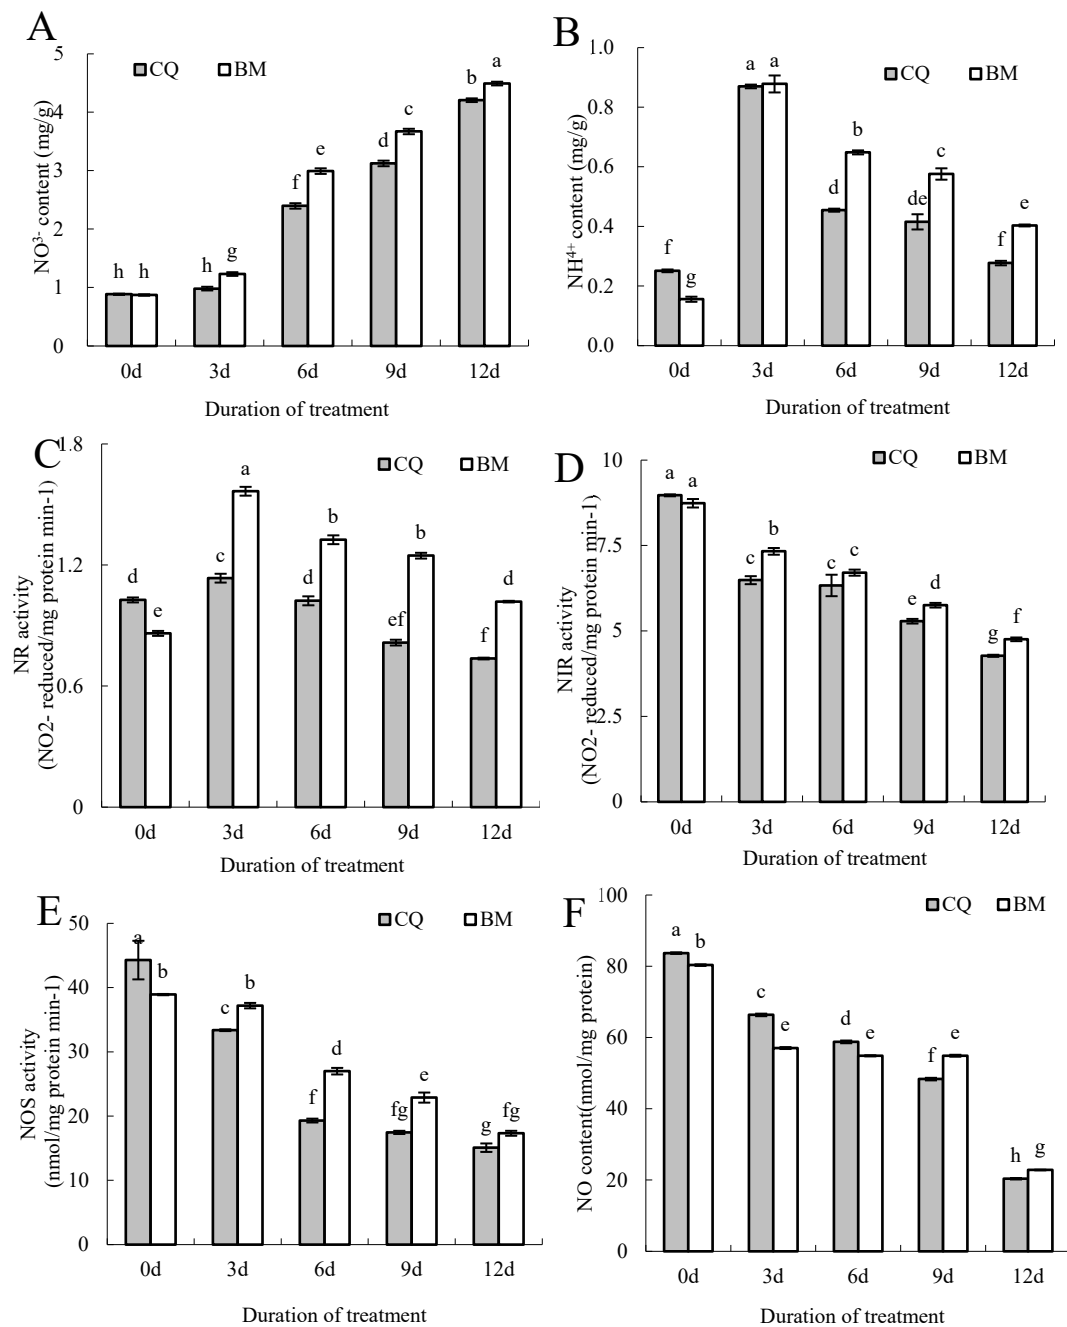 A
CQ BM
NO³⁻ content (mg/g)
5
4
3
2
1
0
h h h g f e d c b a
0d 3d 6d 9d 12d
Duration of treatment
B
CQ BM
NH⁴⁺ content (mg/g)
1.0
0.8
0.6
0.4
0.2
0.0
f g a a d b de c f e
0d 3d 6d 9d 12d
Duration of treatment
C
CQ BM
NR activity
(NO2- reduced/mg protein min-1)
1.8
1.2
0.6
0
d e c a d b ef b f d
0d 3d 6d 9d 12d
Duration of treatment
D
CQ BM
NIR activity
(NO2- reduced/mg protein min-1)
10
7.5
5
2.5
0
a a c b c c e d g f
0d 3d 6d 9d 12d
Duration of treatment
E
CQ BM
NOS activity
(nmol/mg protein min-1)
50
40
30
20
10
0
a b c b f d fg e g fg
0d 3d 6d 9d 12d
Duration of treatment
F
CQ BM
NO content(nmol/mg protein)
100
80
60
40
20
0
a b c e d e f e h g
0d 3d 6d 9d 12d
Duration of treatment